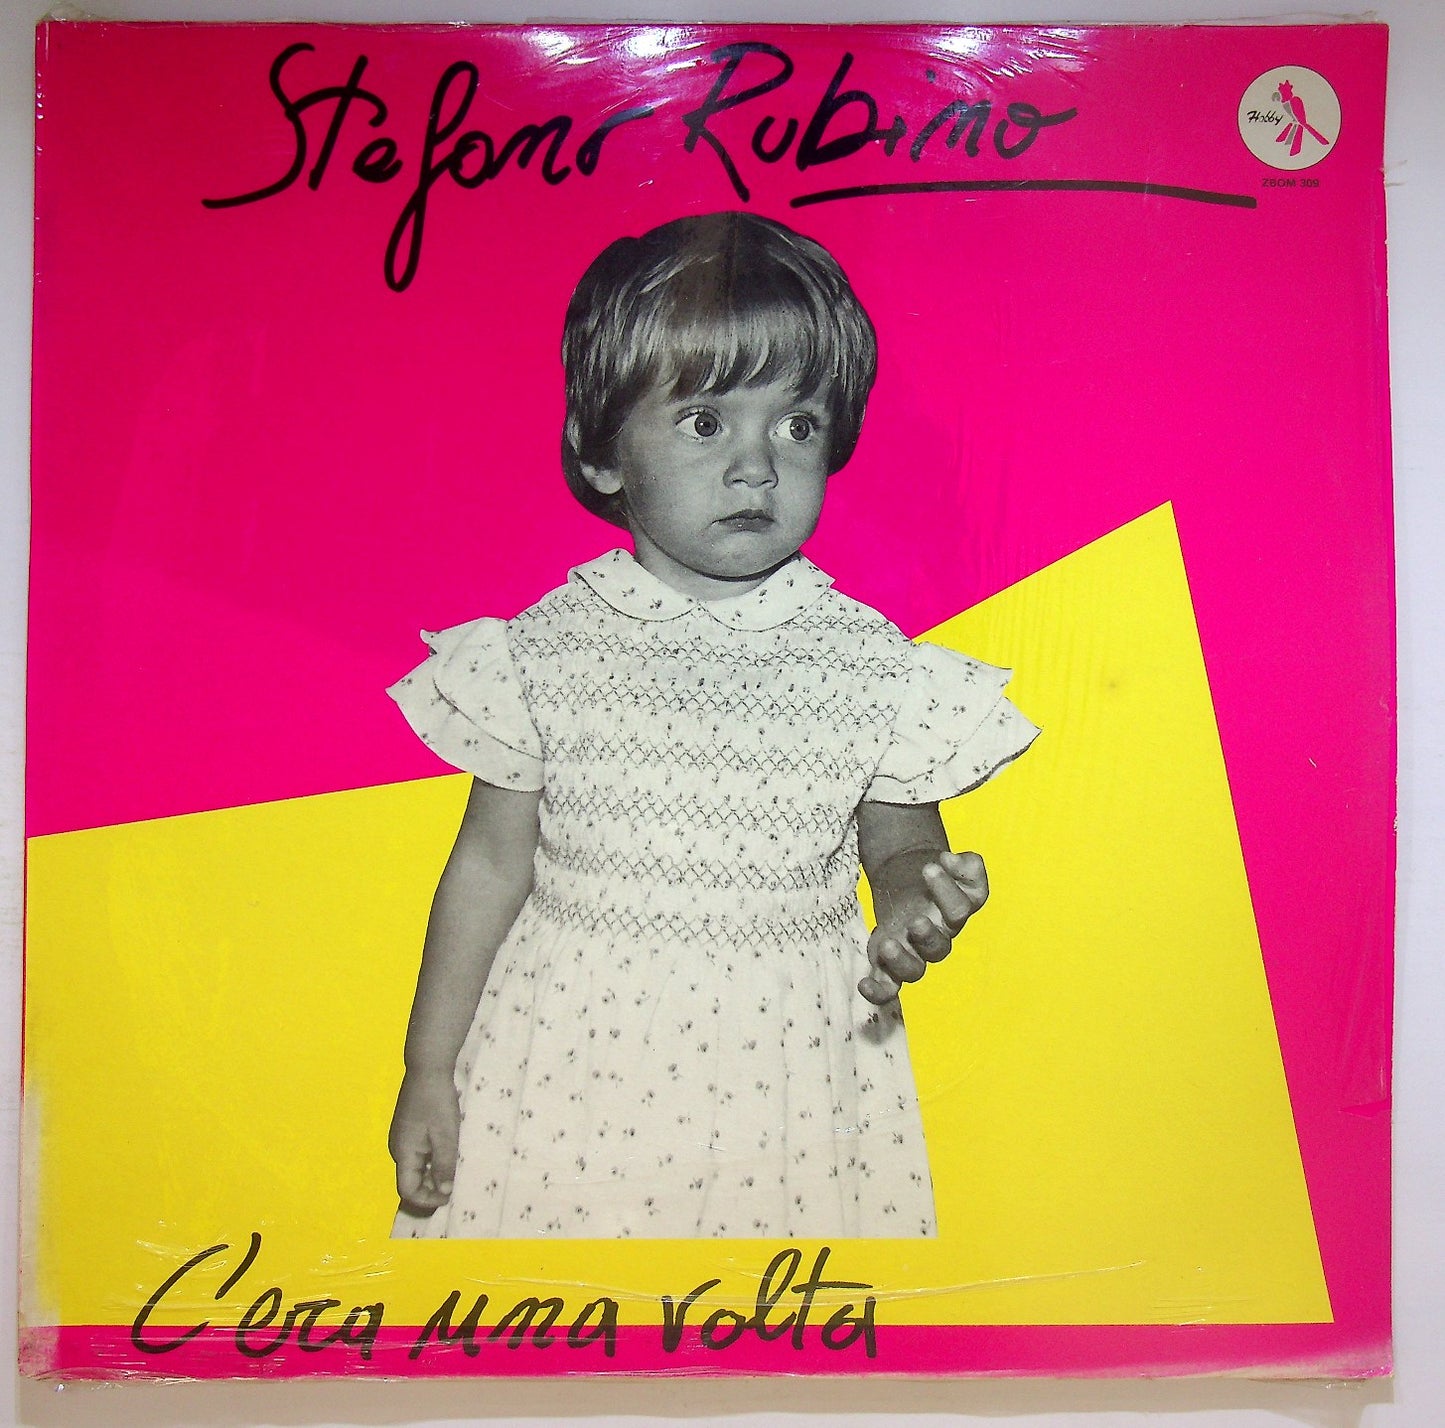 Stefano Rubino
Hobby
ZBOM 309
C'era una volta